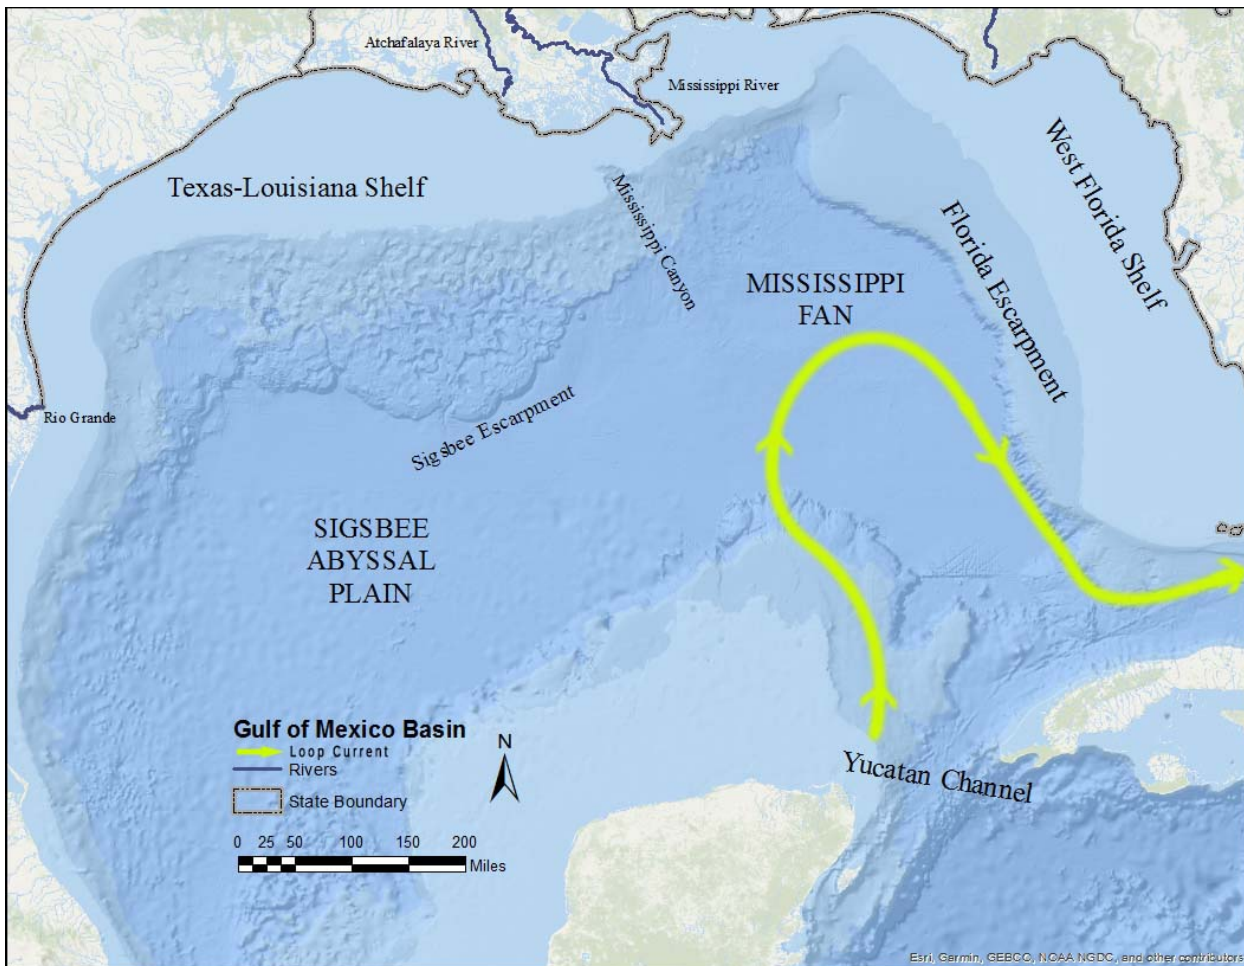 Atchafalaya River
Mississippi River
Texas-Louisiana Shelf
West Florida Shelf
Mississippi Canyon
Florida Escarpment
MISSISSIPPI
FAN
Rio Grande
Sigsbee Escarpment
SIGSBEE
ABYSSAL
PLAIN
Gulf of Mexico Basin
Loop Current
Rivers
State Boundary
N
0 25 50 100 150 200
Miles
Yucatan Channel
Esri, Garmin, GEBCO, NOAA NGDC, and other contributors